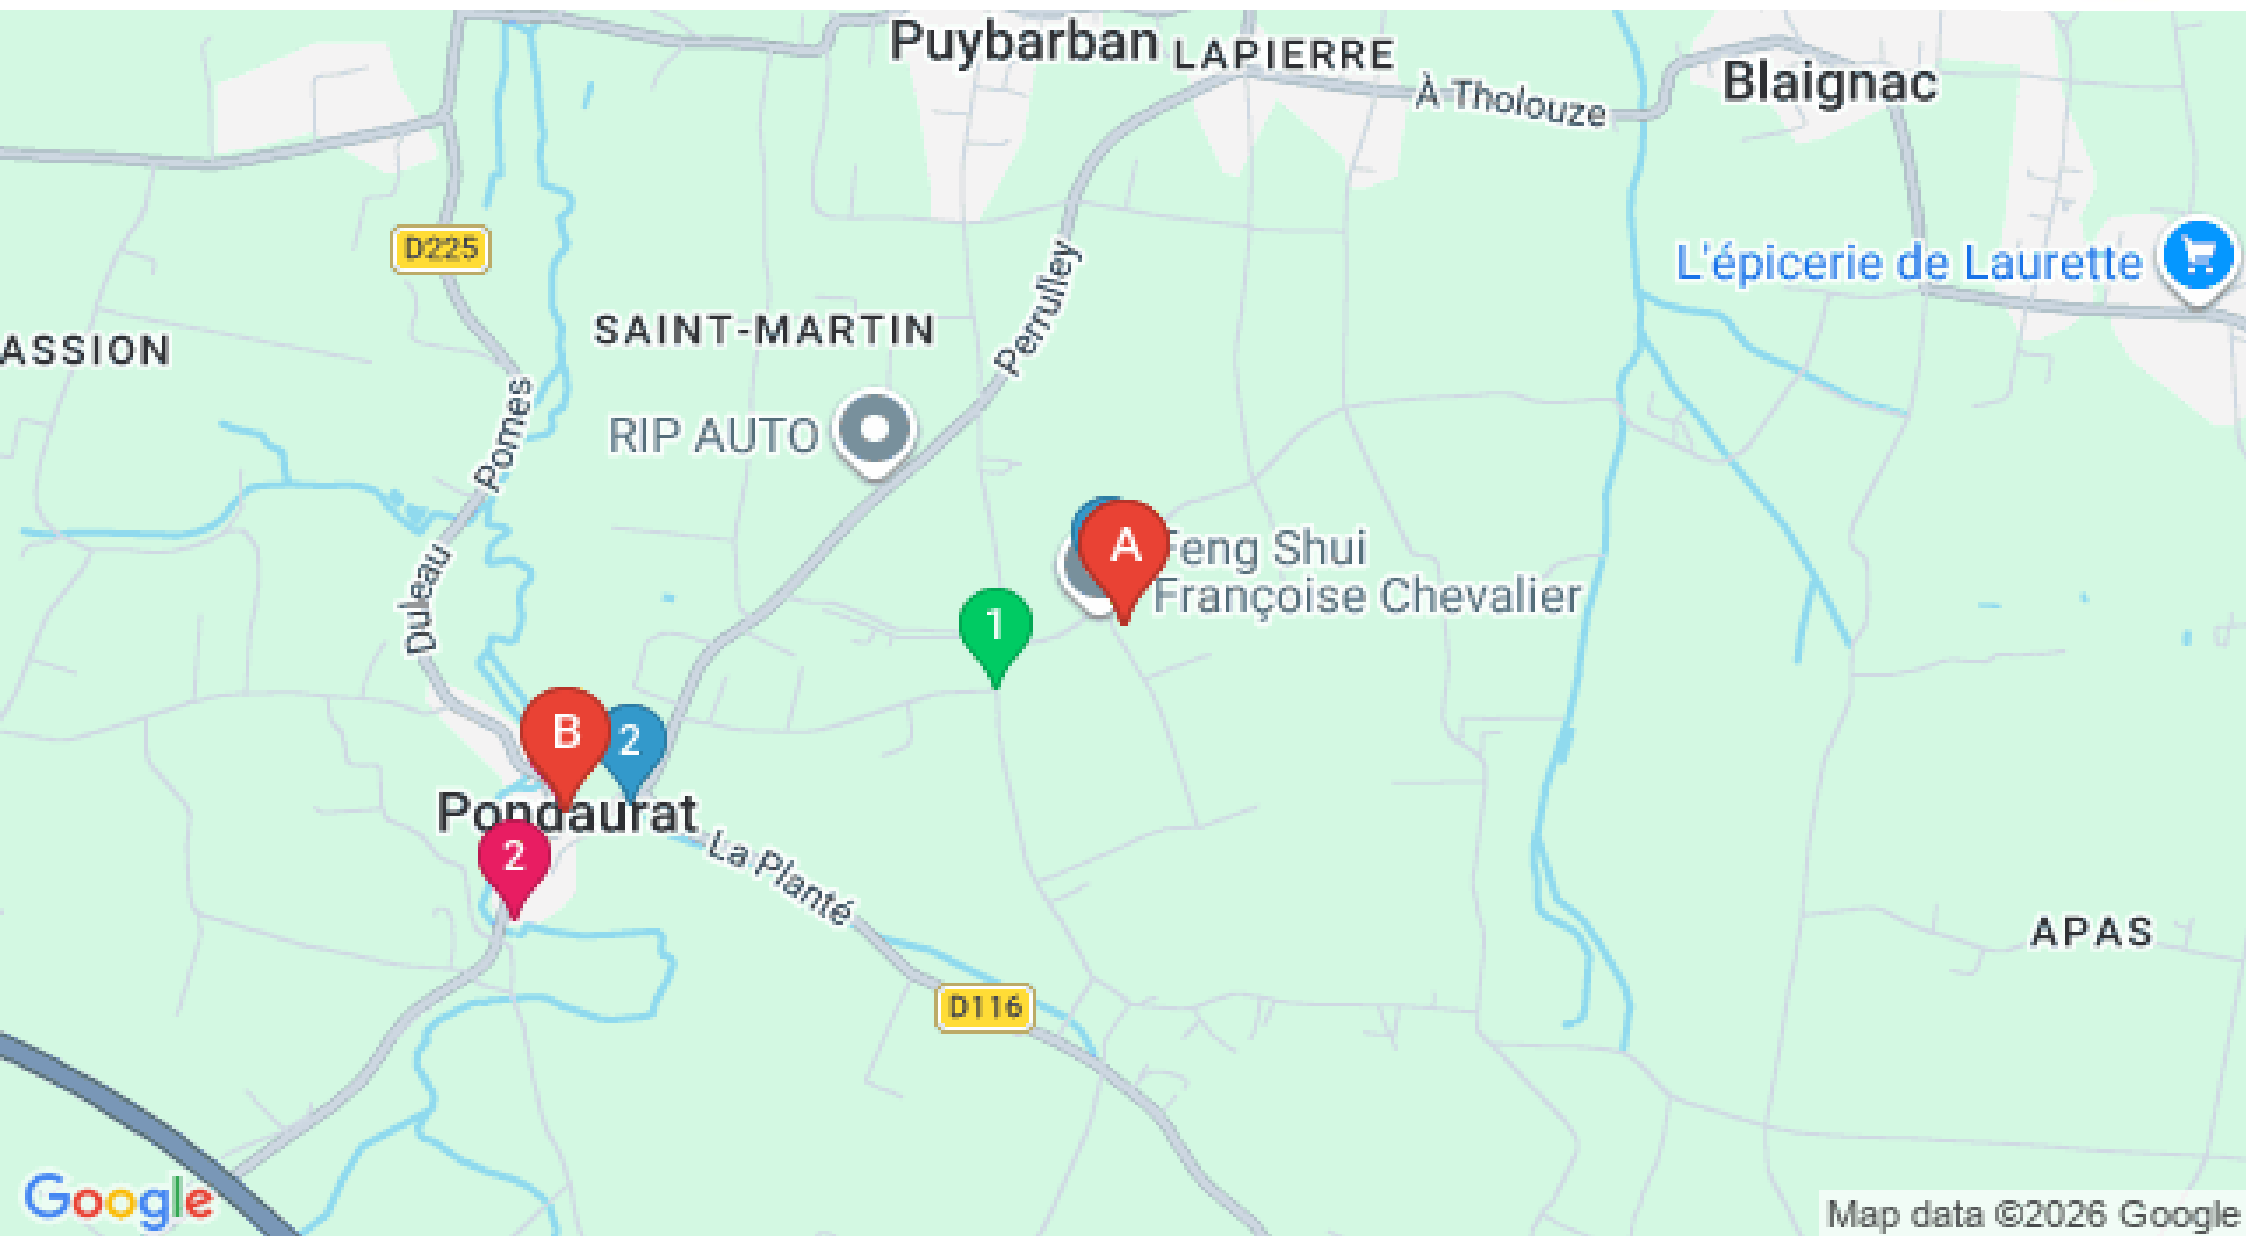 Puybarban
LAPIERRE
Blaignac
À Tholouze
D225
L'épicerie de Laurette
Perrulley
SAINT-MARTIN
ASSION
Pomes
RIP AUTO
A
Feng Shui
Françoise Chevalier
Duleau
1
B
2
Pondaurat
2
La Planté
APAS
D116
Google
Map data ©2026 Google